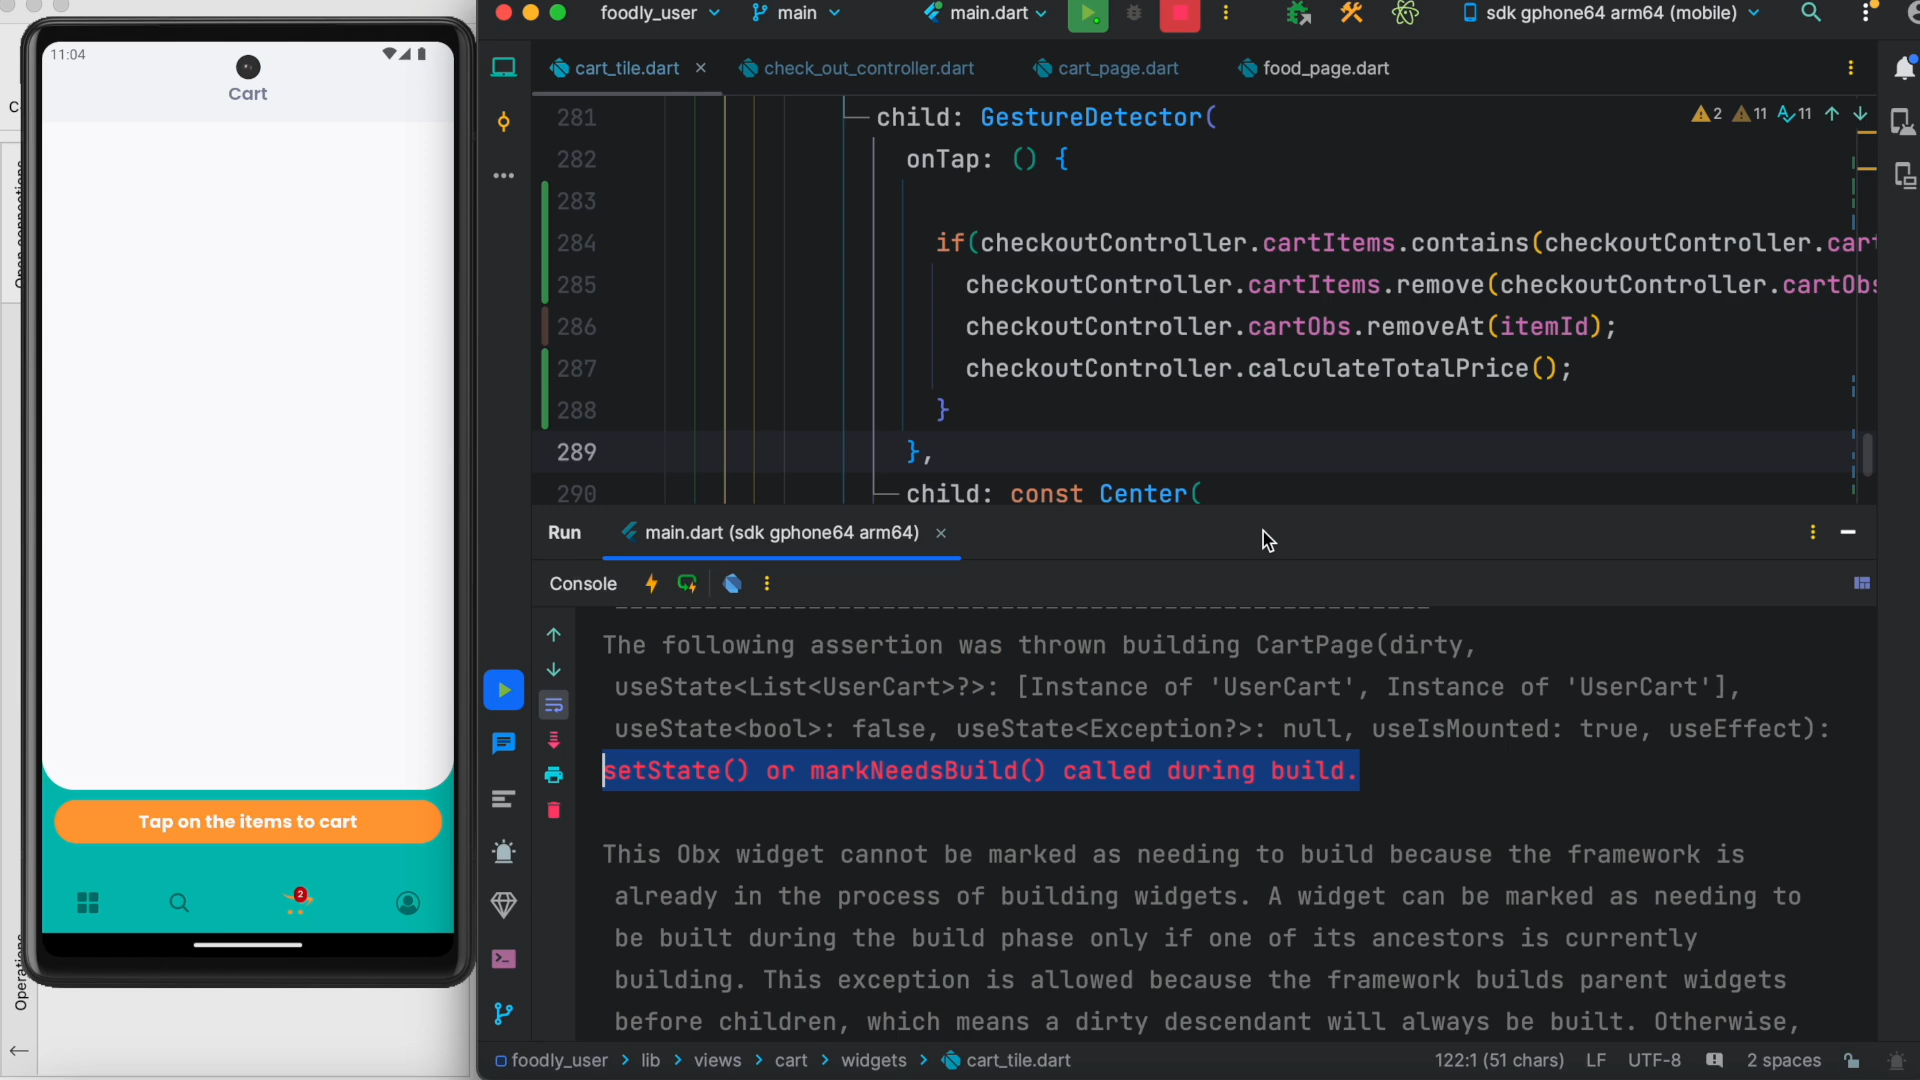 foodly_user
main
main.dart
sdk gphone64 arm64 (mobile)
11:04
Cart
cart_tile.dart
check_out_controller.dart
cart_page.dart
food_page.dart
2
11
11
281 child: GestureDetector(
282 onTap: () {
283
284 if(checkoutController.cartItems.contains(checkoutController.car
285 checkoutController.cartItems.remove(checkoutController.cartObs
286 checkoutController.cartObs.removeAt(itemId);
287 checkoutController.calculateTotalPrice();
288 }
289 },
290 child: const Center(
Run
main.dart (sdk gphone64 arm64)
Console
The following assertion was thrown building CartPage(dirty,
useState<List<UserCart>?>: [Instance of 'UserCart', Instance of 'UserCart'],
useState<bool>: false, useState<Exception?>: null, useIsMounted: true, useEffect):
setState() or markNeedsBuild() called during build.
This Obx widget cannot be marked as needing to build because the framework is
already in the process of building widgets. A widget can be marked as needing to
be built during the build phase only if one of its ancestors is currently
building. This exception is allowed because the framework builds parent widgets
before children, which means a dirty descendant will always be built. Otherwise,
Tap on the items to cart
2
Operations
foodly_user > lib > views > cart > widgets > cart_tile.dart
122:1 (51 chars)
LF
UTF-8
2 spaces